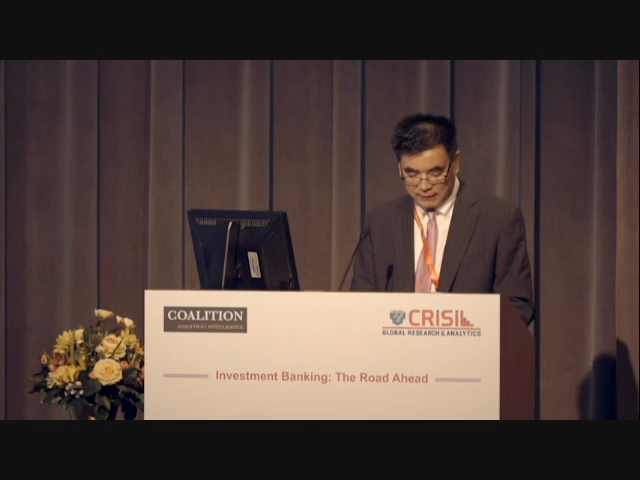 COALITION
ANALYTICS | INTELLIGENCE
CRISIL
GLOBAL RESEARCH & ANALYTICS
Investment Banking: The Road Ahead